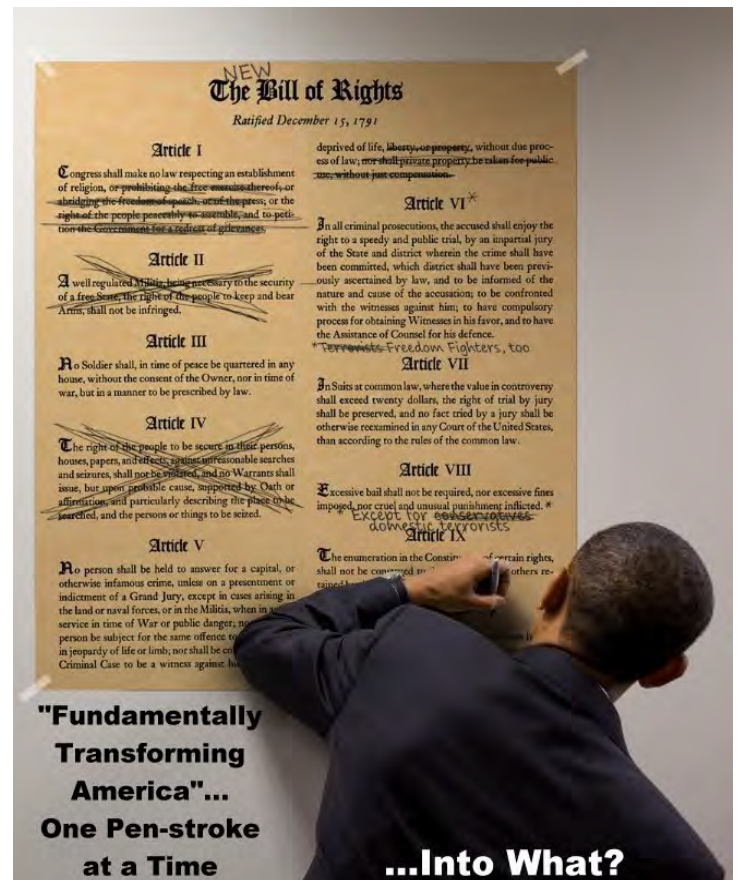 NEW
The Bill of Rights
Ratified December 15, 1791
Article I
Congress shall make no law respecting an establishment
of religion, or prohibiting the free exercise thereof; or
abridging the freedom of speech, or of the press; or the
right of the people peaceably to assemble, and to peti-
tion the Government for a redress of grievances.
Article II
A well regulated Militia, being necessary to the security
of a free State, the right of the people to keep and bear
Arms, shall not be infringed.
Article III
No Soldier shall, in time of peace be quartered in any
house, without the consent of the Owner, nor in time of
war, but in a manner to be prescribed by law.
Article IV
The right of the people to be secure in their persons,
houses, papers, and effects, against unreasonable searches
and seizures, shall not be violated, and no Warrants shall
issue, but upon probable cause, supported by Oath or
affirmation, and particularly describing the place to be
searched, and the persons or things to be seized.
Article V
No person shall be held to answer for a capital, or
otherwise infamous crime, unless on a presentment or
indictment of a Grand Jury, except in cases arising in
the land or naval forces, or in the Militia, when in
service in time of War or public danger;
person be subject for the same offence to
in jeopardy of life or limb; nor shall be
Criminal Case to be a witness against
deprived of life, liberty, or property, without due proc-
ess of law; nor shall private property be taken for public
use, without just compensation.
Article VI*
In all criminal prosecutions, the accused shall enjoy the
right to a speedy and public trial, by an impartial jury
of the State and district wherein the crime shall have
been committed, which district shall have been previ-
ously ascertained by law, and to be informed of the
nature and cause of the accusation; to be confronted
with the witnesses against him; to have compulsory
process for obtaining Witnesses in his favor, and to have
the Assistance of Counsel for his defence.
*Terrorists Freedom Fighters, too
Article VII
In Suits at common law, where the value in controversy
shall exceed twenty dollars, the right of trial by jury
shall be preserved, and no fact tried by a jury shall be
otherwise reexamined in any Court of the United States,
than according to the rules of the common law.
Article VIII
Excessive bail shall not be required, nor excessive fines
imposed, nor cruel and unusual punishment inflicted. *
* Except for conservatives
domestic terrorists
Article IX
The enumeration in the of certain rights,
shall not be others re-
"Fundamentally
Transforming
America"...
One Pen-stroke
at a Time
...Into What?